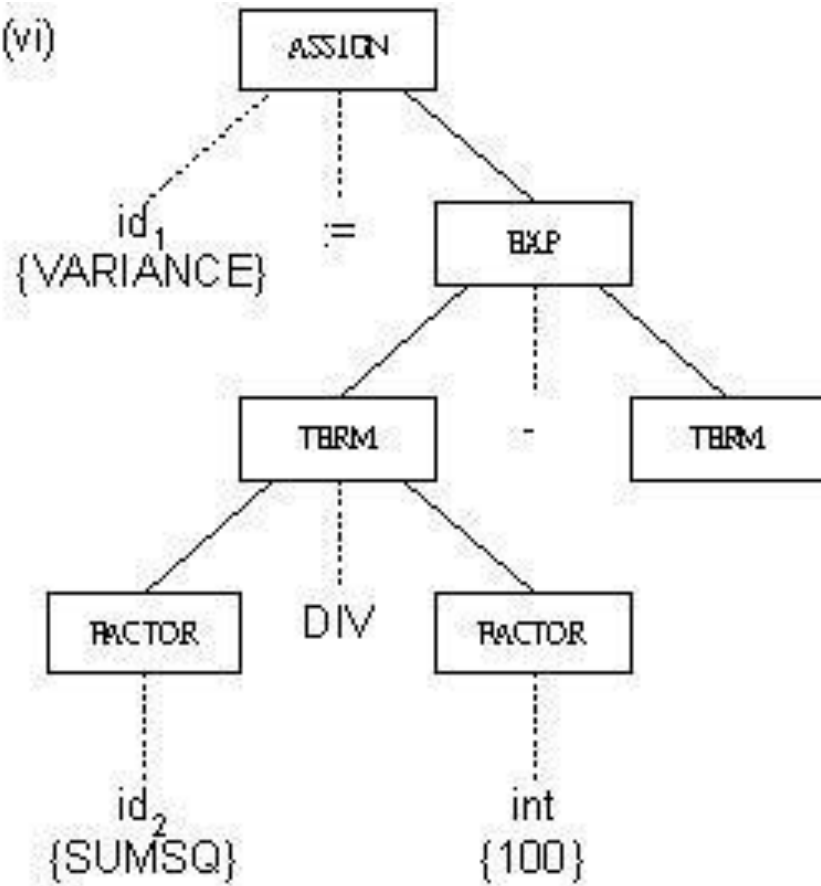 (vi)
ASSIGN
id1
{VARIANCE}
:=
EXP
TERM
-
TERM
FACTOR
DIV
FACTOR
id2
{SUMSQ}
int
{100}